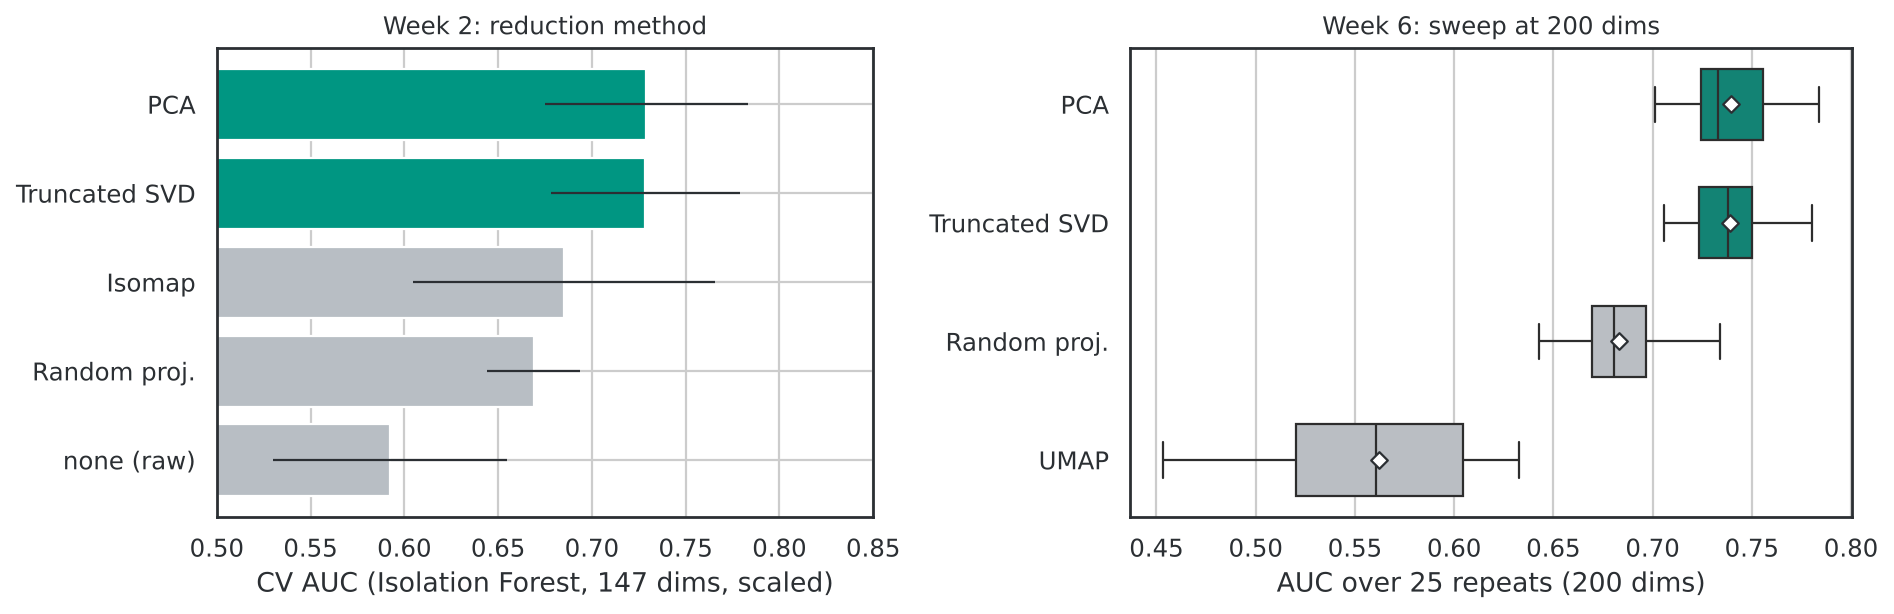 Week 2: reduction method
PCA
Truncated SVD
Isomap
Random proj.
none (raw)
0.50 0.55 0.60 0.65 0.70 0.75 0.80 0.85
CV AUC (Isolation Forest, 147 dims, scaled)
Week 6: sweep at 200 dims
PCA
Truncated SVD
Random proj.
UMAP
0.45 0.50 0.55 0.60 0.65 0.70 0.75 0.80
AUC over 25 repeats (200 dims)